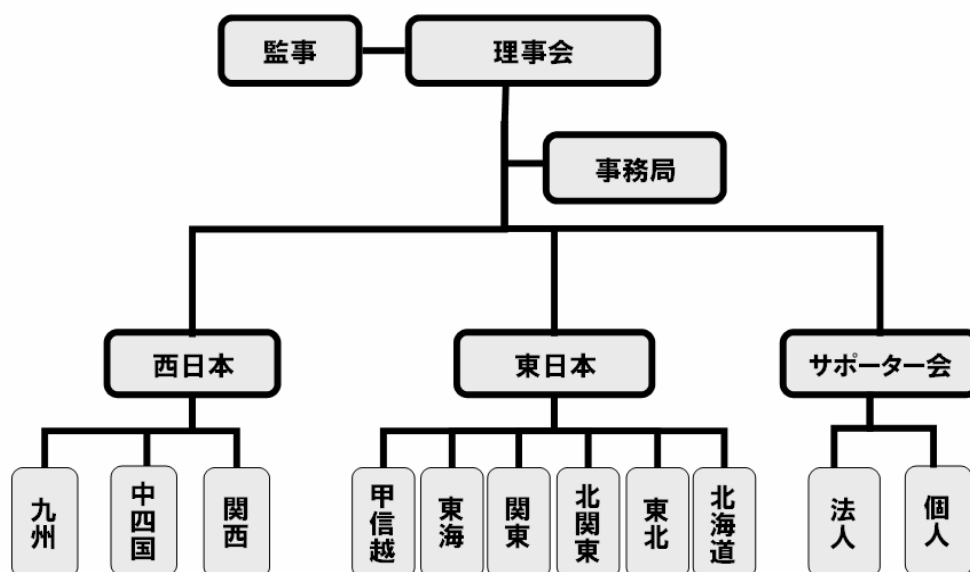 監事
理事会
事務局
西日本
東日本
サポーター会
九州
中四国
関西
甲信越
東海
関東
北関東
東北
北海道
法人
個人